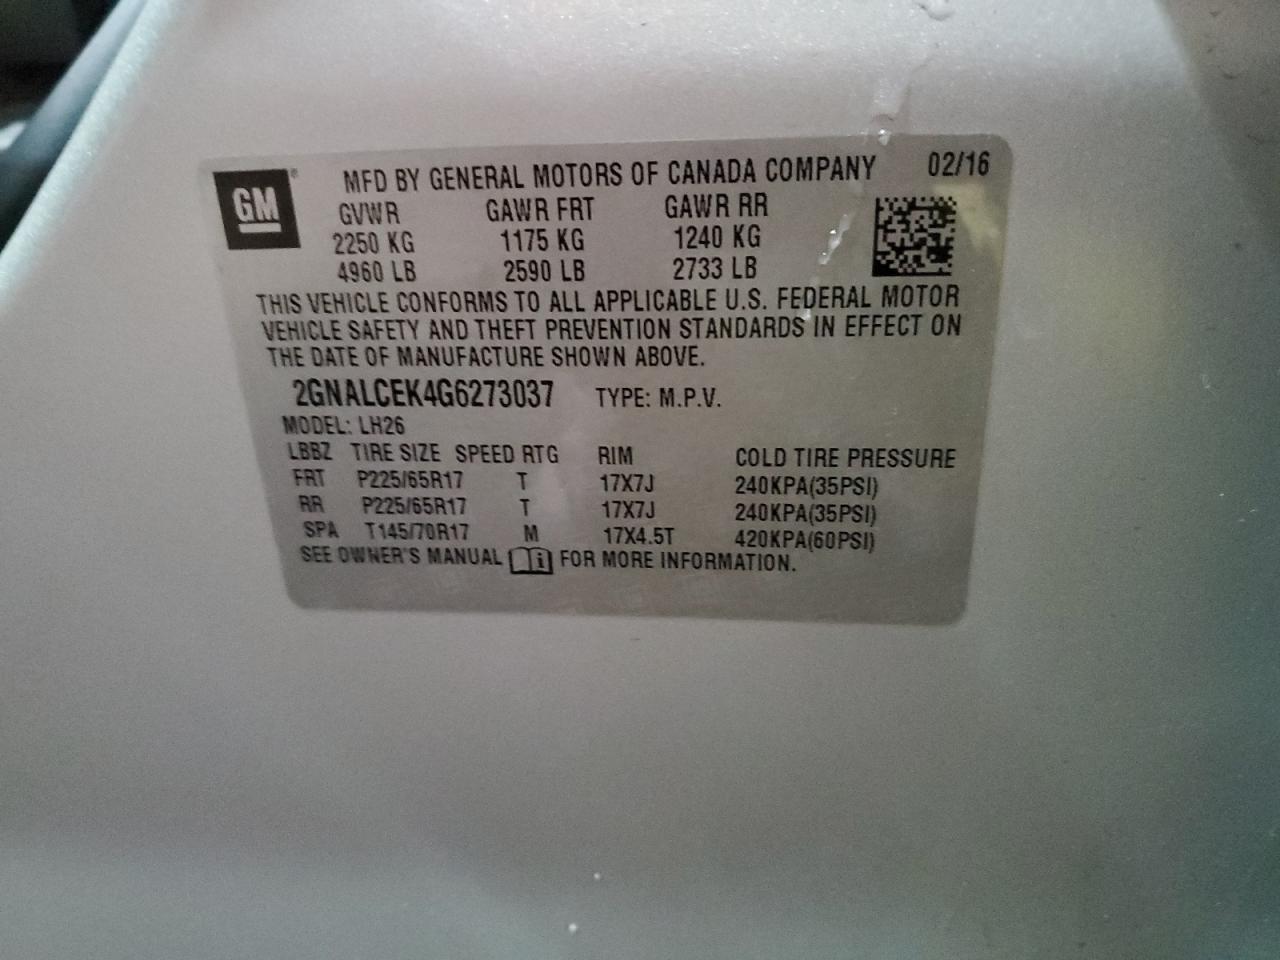 GM® MFD BY GENERAL MOTORS OF CANADA COMPANY 02/16
GVWR GAWR FRT GAWR RR
2250 KG 1175 KG 1240 KG
4960 LB 2590 LB 2733 LB
THIS VEHICLE CONFORMS TO ALL APPLICABLE U.S. FEDERAL MOTOR
VEHICLE SAFETY AND THEFT PREVENTION STANDARDS IN EFFECT ON
THE DATE OF MANUFACTURE SHOWN ABOVE.
2GNALCEK4G6273037 TYPE: M.P.V.
MODEL: LH26
LBBZ TIRE SIZE SPEED RTG RIM COLD TIRE PRESSURE
FRT P225/65R17 T 17X7J 240KPA(35PSI)
RR P225/65R17 T 17X7J 240KPA(35PSI)
SPA T145/70R17 M 17X4.5T 420KPA(60PSI)
SEE OWNER'S MANUAL i FOR MORE INFORMATION.